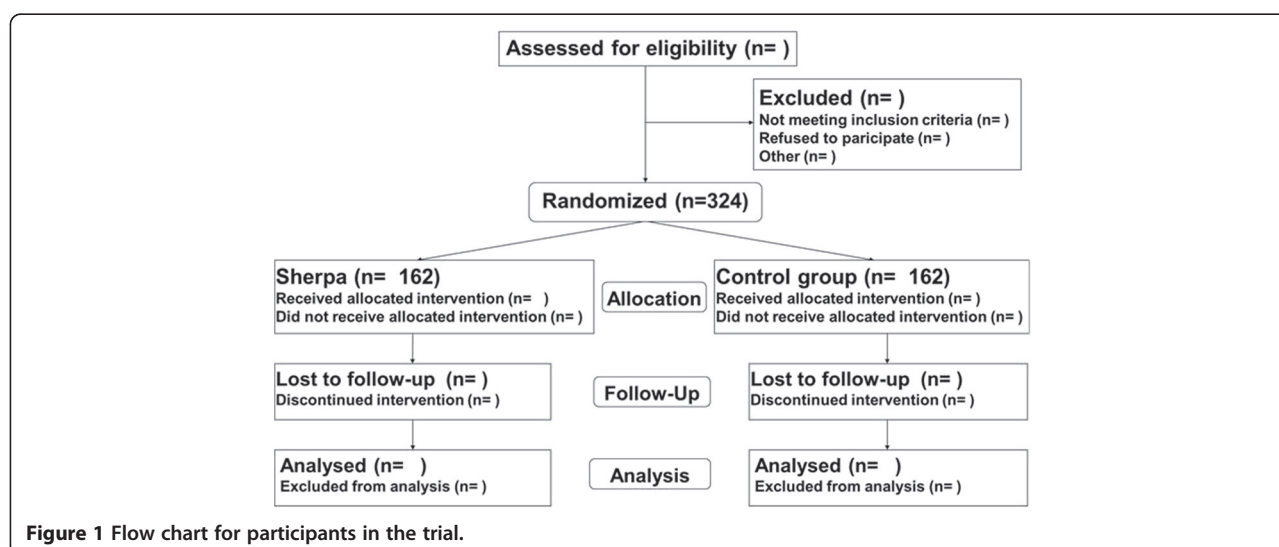 Assessed for eligibility (n= )
Excluded (n= )
Not meeting inclusion criteria (n= )
Refused to paricipate (n= )
Other (n= )
Randomized (n=324)
Sherpa (n= 162)
Received allocated intervention (n= )
Did not receive allocated intervention (n= )
Allocation
Control group (n= 162)
Received allocated intervention (n= )
Did not receive allocated intervention (n= )
Lost to follow-up (n= )
Discontinued intervention (n= )
Follow-Up
Lost to follow-up (n= )
Discontinued intervention (n= )
Analysed (n= )
Excluded from analysis (n= )
Analysis
Analysed (n= )
Excluded from analysis (n= )
Figure 1 Flow chart for participants in the trial.